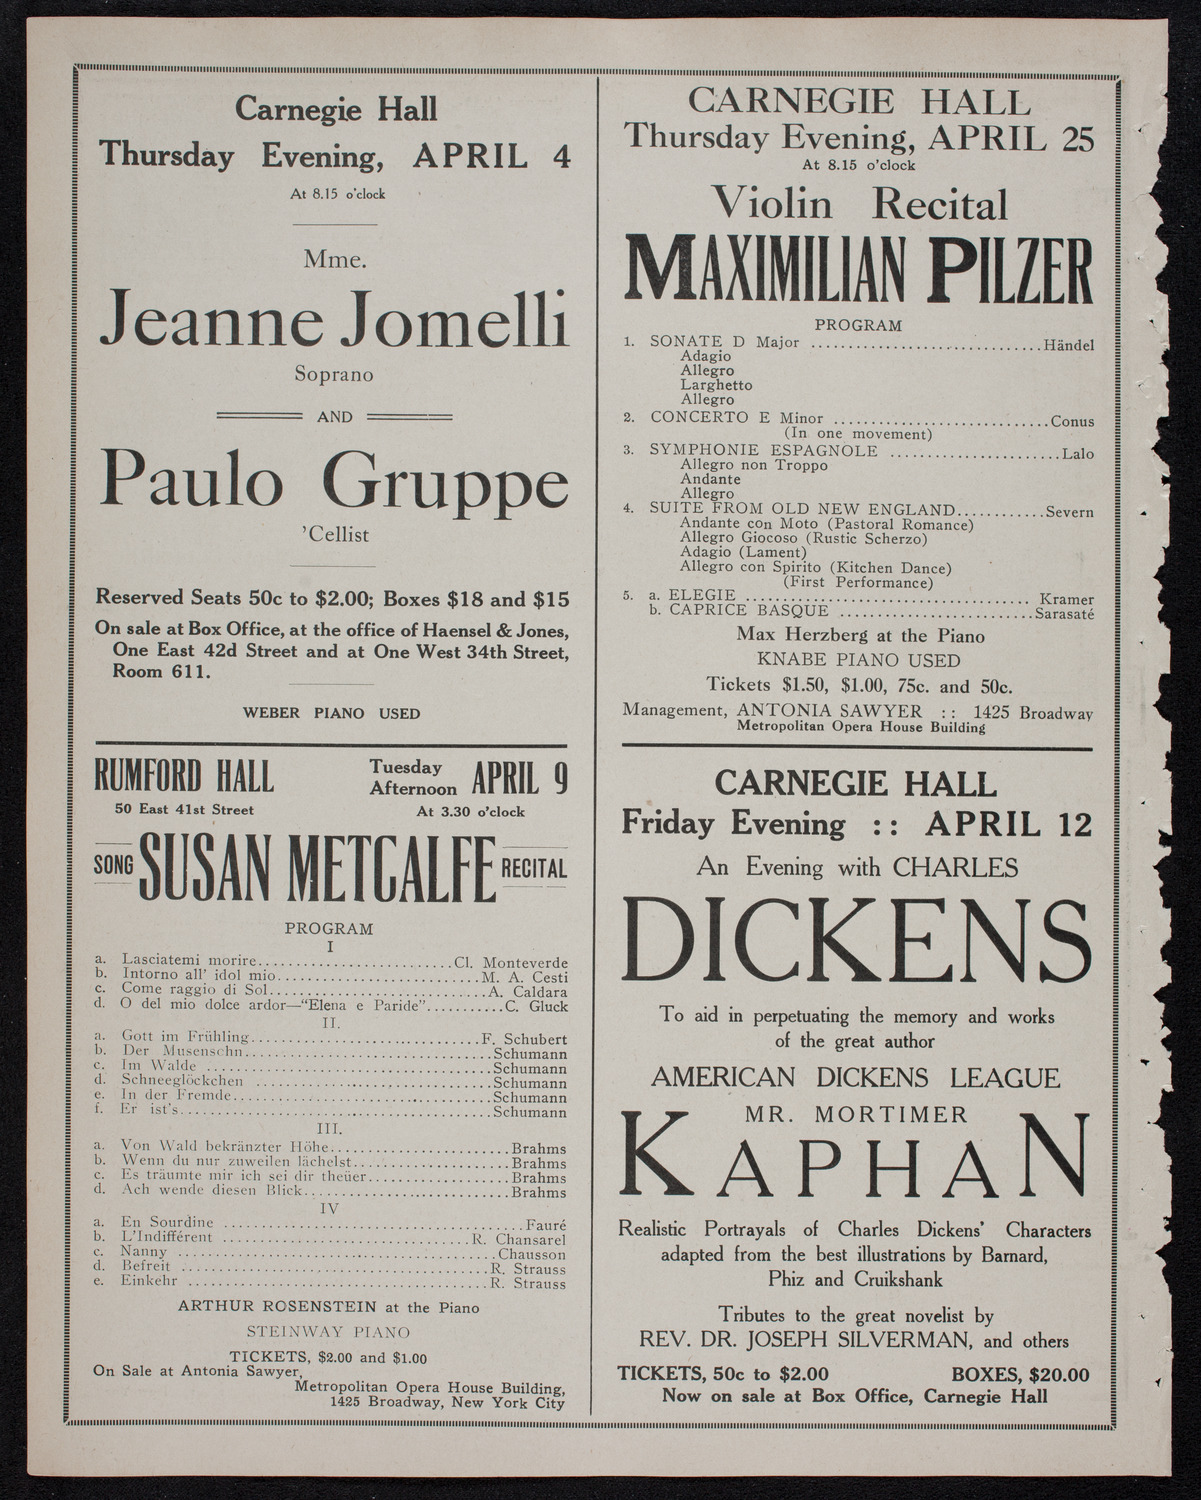 Carnegie Hall
Thursday Evening, APRIL 4
At 8.15 o'clock
Mme.
Jeanne Jomelli
Soprano
AND
Paulo Gruppe
'Cellist
Reserved Seats 50c to $2.00; Boxes $18 and $15
On sale at Box Office, at the office of Haensel & Jones,
One East 42d Street and at One West 34th Street,
Room 611.
WEBER PIANO USED
RUMFORD HALL Tuesday Afternoon APRIL 9
50 East 41st Street At 3.30 o'clock
SONG SUSAN METCALFE RECITAL
PROGRAM
I
a. Lasciatemi morire..........................Cl. Monteverde
b. Intorno all' idol mio...........................M. A. Cesti
c. Come raggio di Sol.............................A. Caldara
d. O del mio dolce ardor—"Elena e Paride"...........C. Gluck
II.
a. Gott im Frühling..............................F. Schubert
b. Der Musensohn.................................Schumann
c. Im Walde ......................................Schumann
d. Schneeglöckchen ...............................Schumann
e. In der Fremde..................................Schumann
f. Er ist's.........................................Schumann
III.
a. Von Wald bekränzter Höhe........................Brahms
b. Wenn du nur zuweilen lächelst.....................Brahms
c. Es träumte mir ich sei dir theüer...................Brahms
d. Ach wende diesen Blick............................Brahms
IV
a. En Sourdine ........................................Fauré
b. L'Indifférent .................................R. Chansarel
c. Nanny ..........................................Chausson
d. Befreit .........................................R. Strauss
e. Einkehr ........................................R. Strauss
ARTHUR ROSENSTEIN at the Piano
STEINWAY PIANO
TICKETS, $2.00 and $1.00
On Sale at Antonia Sawyer,
Metropolitan Opera House Building,
1425 Broadway, New York City
CARNEGIE HALL
Thursday Evening, APRIL 25
At 8.15 o'clock
Violin Recital
MAXIMILIAN PILZER
PROGRAM
1. SONATE D Major ..............................Händel
Adagio
Allegro
Larghetto
Allegro
2. CONCERTO E Minor ............................Conus
(In one movement)
3. SYMPHONIE ESPAGNOLE ......................Lalo
Allegro non Troppo
Andante
Allegro
4. SUITE FROM OLD NEW ENGLAND............Severn
Andante con Moto (Pastoral Romance)
Allegro Giocoso (Rustic Scherzo)
Adagio (Lament)
Allegro con Spirito (Kitchen Dance)
(First Performance)
5. a. ELEGIE ..................................... Kramer
b. CAPRICE BASQUE .........................Sarasaté
Max Herzberg at the Piano
KNABE PIANO USED
Tickets $1.50, $1.00, 75c. and 50c.
Management, ANTONIA SAWYER :: 1425 Broadway
Metropolitan Opera House Building
CARNEGIE HALL
Friday Evening :: APRIL 12
An Evening with CHARLES
DICKENS
To aid in perpetuating the memory and works
of the great author
AMERICAN DICKENS LEAGUE
MR. MORTIMER
KAPHAN
Realistic Portrayals of Charles Dickens' Characters
adapted from the best illustrations by Barnard,
Phiz and Cruikshank
Tributes to the great novelist by
REV. DR. JOSEPH SILVERMAN, and others
TICKETS, 50c to $2.00 BOXES, $20.00
Now on sale at Box Office, Carnegie Hall